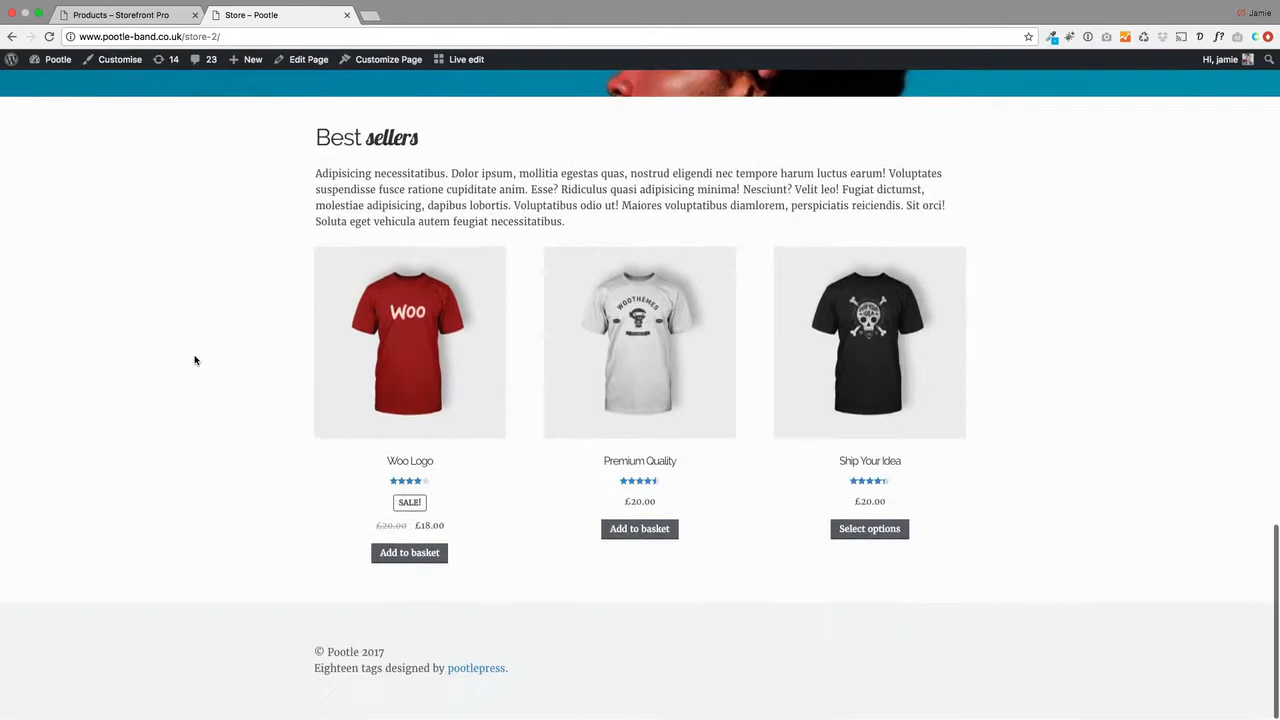 Products – Storefront Pro
Store – Pootle
Jamie
www.pootle-band.co.uk/store-2/
Pootle
Customise
14
23
New
Edit Page
Customize Page
Live edit
Hi, jamie
Best sellers
Adipisicing necessitatibus. Dolor ipsum, mollitia egestas quas, nostrud eligendi nec tempore harum luctus earum! Voluptates
suspendisse fusce ratione cupiditate anim. Esse? Ridiculus quasi adipisicing minima! Nesciunt? Velit leo! Fugiat dictumst,
molestiae adipisicing, dapibus lobortis. Voluptatibus odio ut! Maiores voluptatibus diamlorem, perspiciatis reiciendis. Sit orci!
Soluta eget vehicula autem feugiat necessitatibus.
Woo
WOOTHEMES
Woo Logo
Premium Quality
Ship Your Idea
SALE!
£20.00 £18.00
£20.00
£20.00
Add to basket
Add to basket
Select options
© Pootle 2017
Eighteen tags designed by pootlepress.